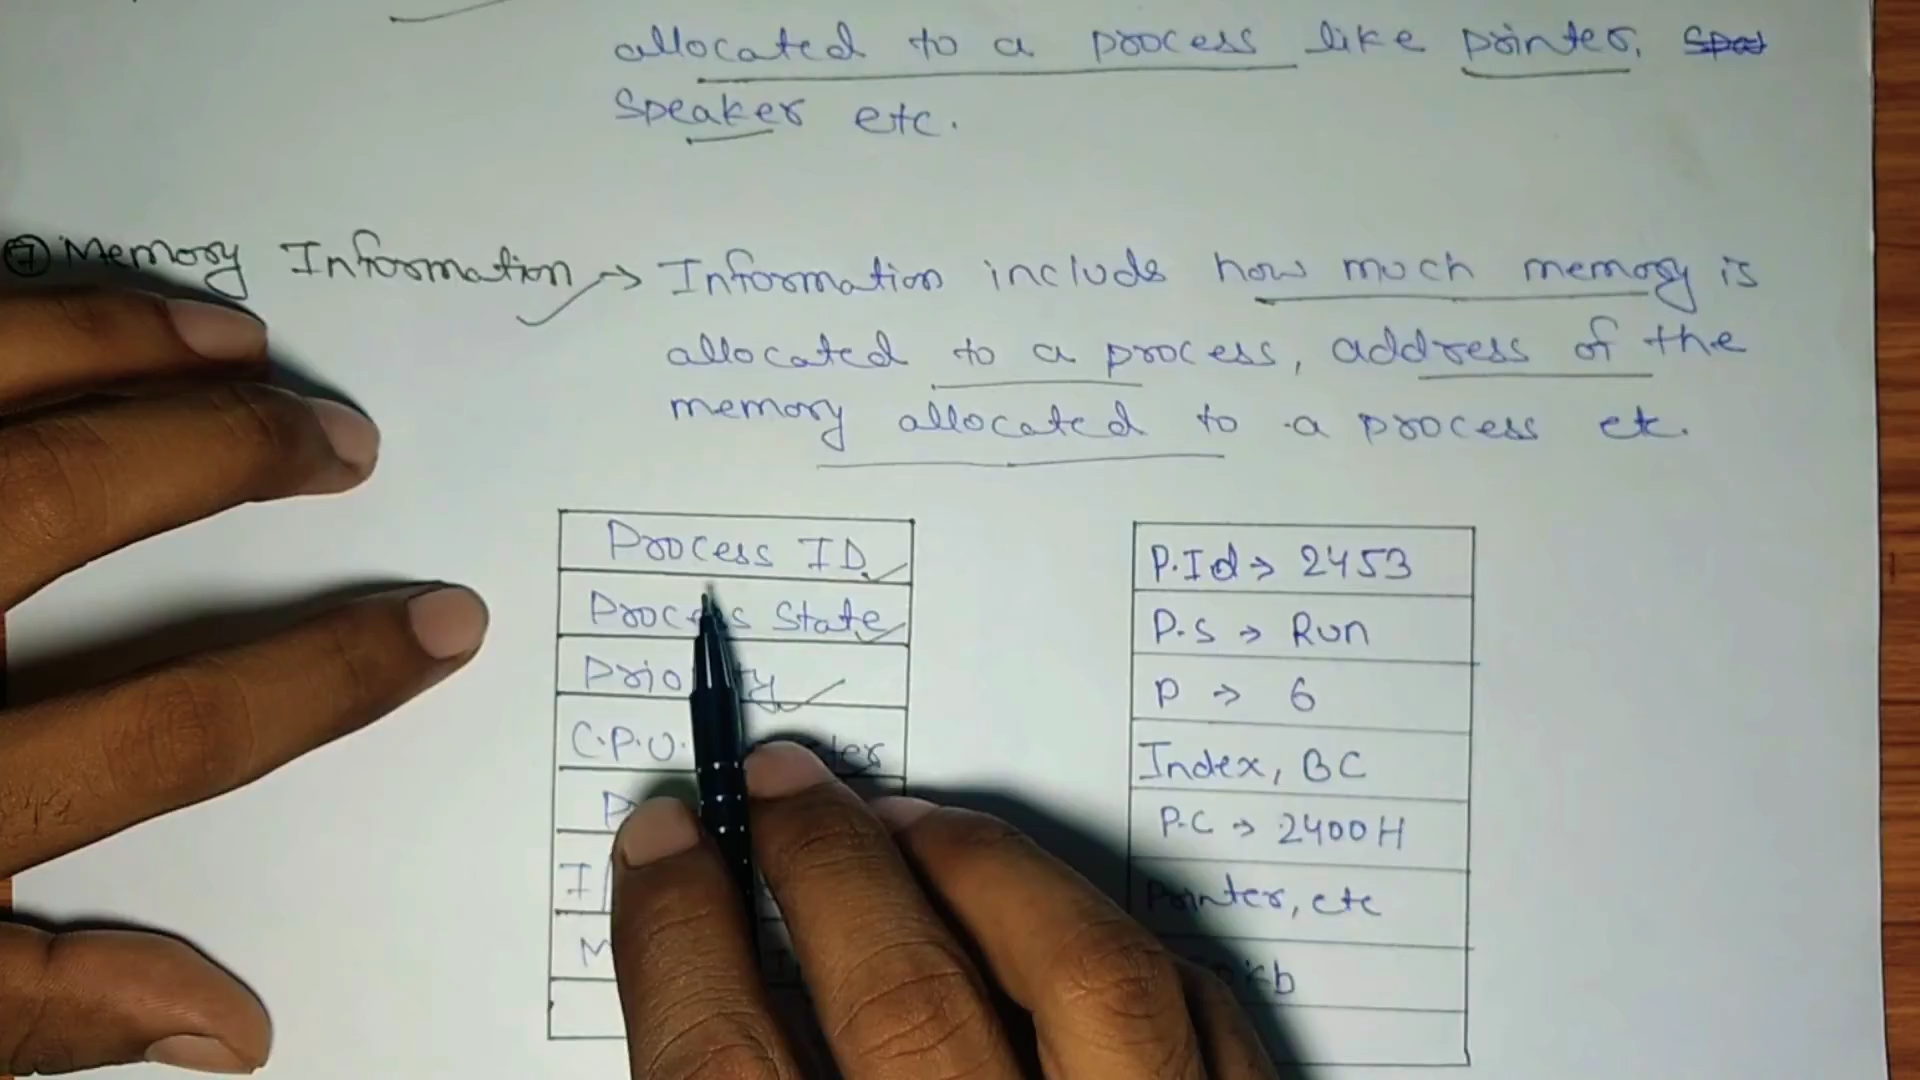 allocated to a process like printer,
speaker etc.
⑦ Memory Information → Information include how much memory is
allocated to a process, address of the
memory allocated to a process etc.
Process ID
Process State
C.P.U.
P.Id → 2453
P.S → Run
P → 6
Index, BC
P.C → 2400H
Printer, etc